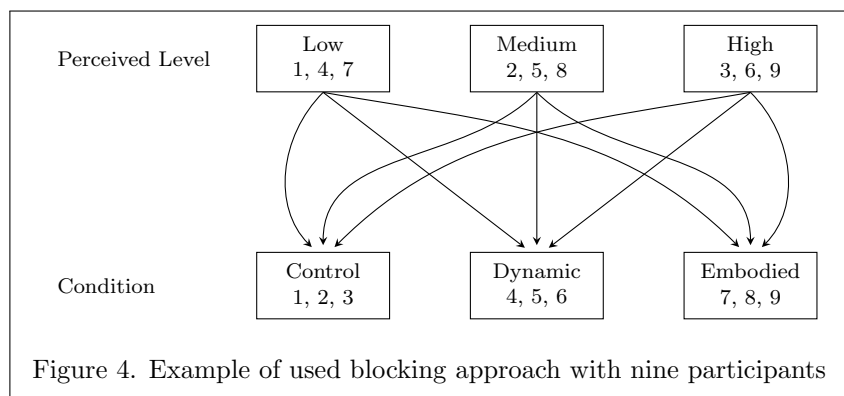 Perceived Level
Low
1, 4, 7
Medium
2, 5, 8
High
3, 6, 9
Condition
Control
1, 2, 3
Dynamic
4, 5, 6
Embodied
7, 8, 9
Figure 4. Example of used blocking approach with nine participants